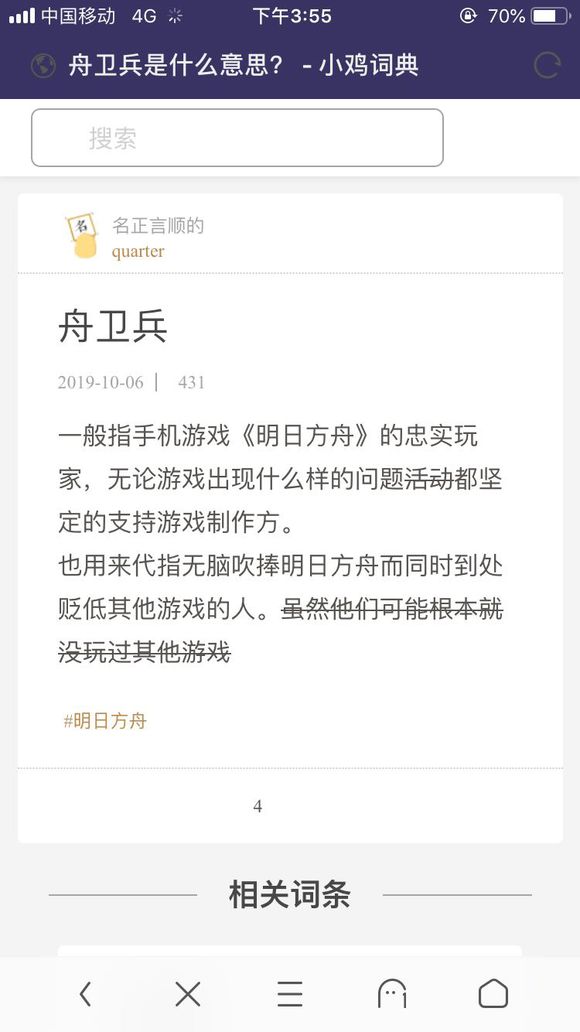 中国移动 4G 下午3:55 70%
舟卫兵是什么意思? - 小鸡词典
搜索
名
名正言顺的
quarter
舟卫兵
2019-10-06 | 431
一般指手机游戏《明日方舟》的忠实玩
家，无论游戏出现什么样的问题活动都坚
定的支持游戏制作方。
也用来代指无脑吹捧明日方舟而同时到处
贬低其他游戏的人。虽然他们可能根本就
没玩过其他游戏
#明日方舟
4
相关词条